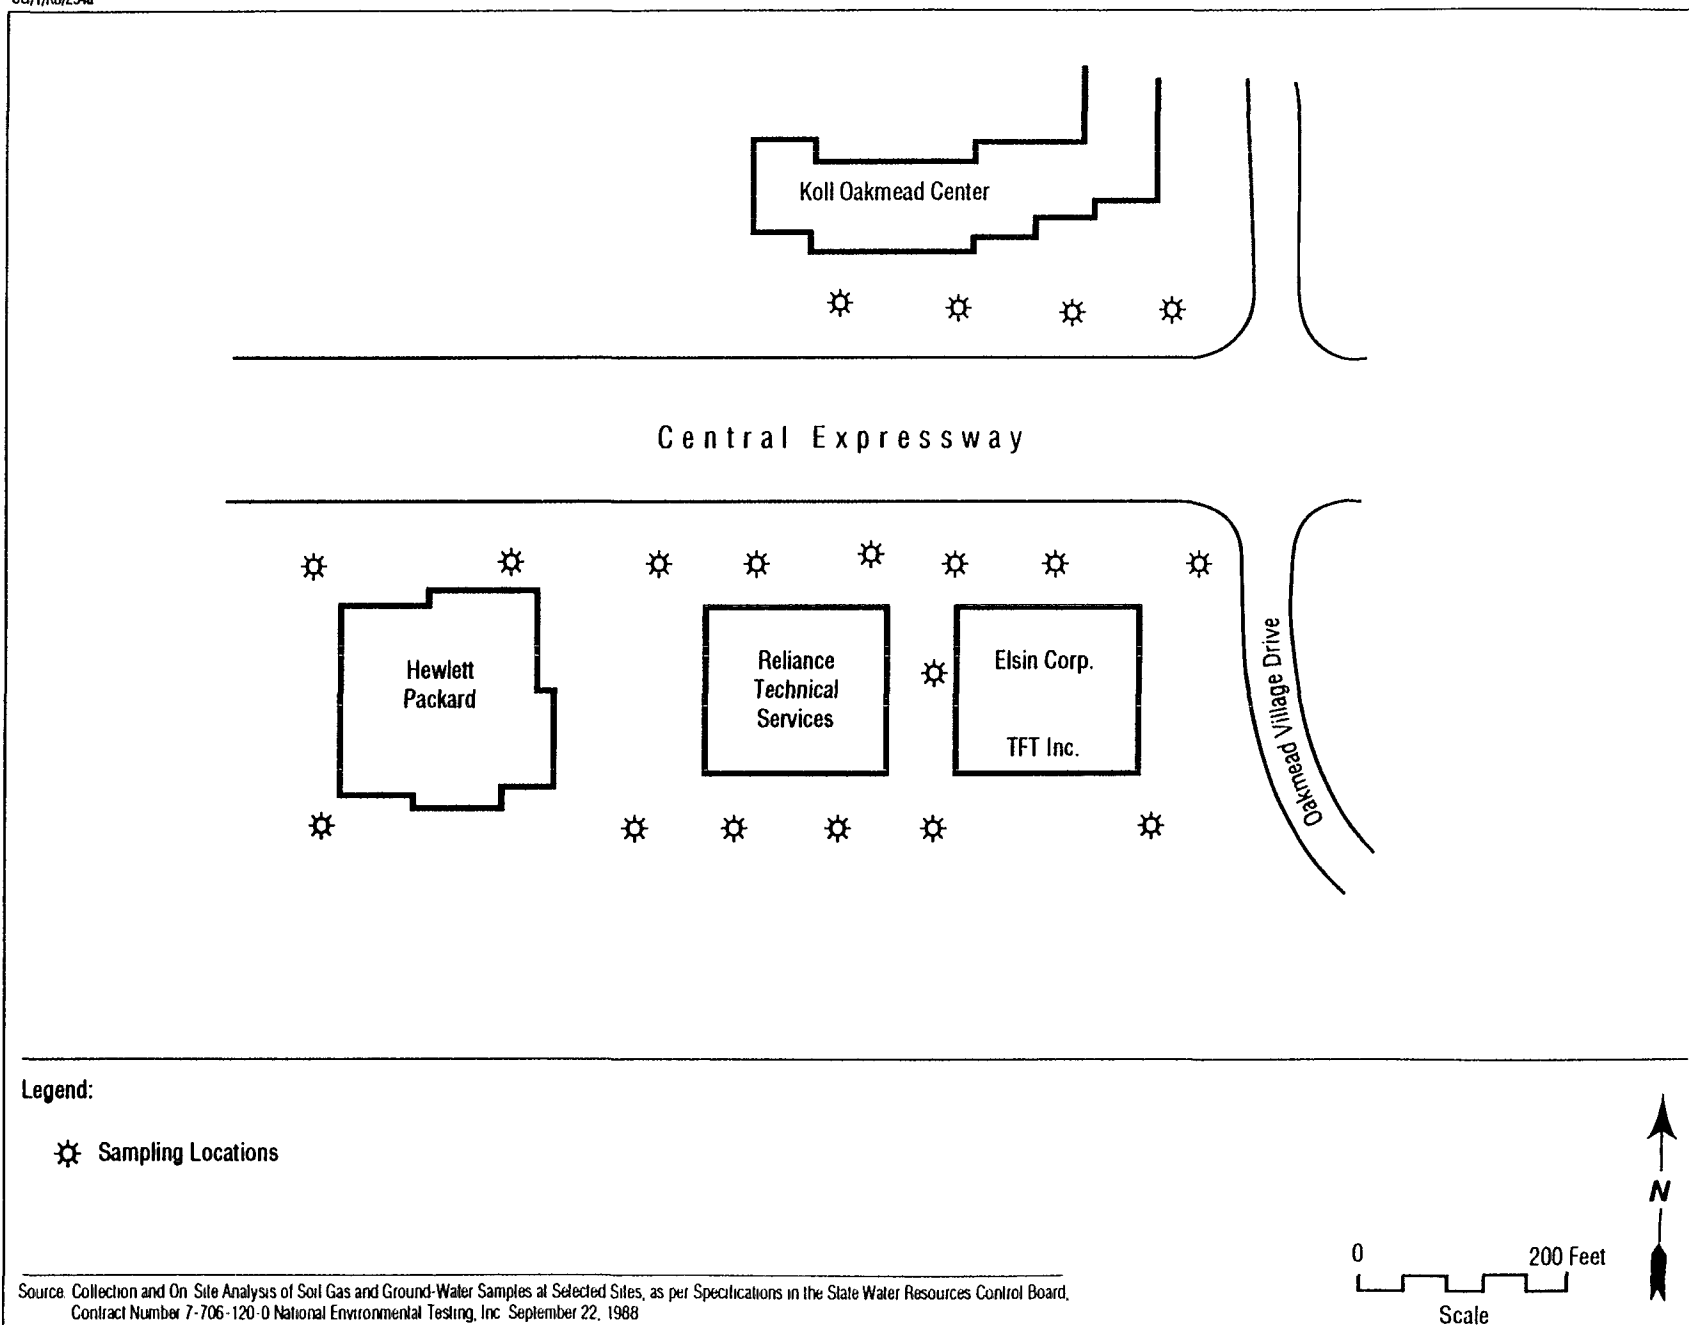 Koll Oakmead Center
Central Expressway
Hewlett
Packard
Reliance
Technical
Services
Elsin Corp.
TFT Inc.
Oakmead Village Drive
Legend:
Sampling Locations
N
0 200 Feet
Scale
Source. Collection and On Site Analysis of Soil Gas and Ground-Water Samples at Selected Sites, as per Specifications in the State Water Resources Control Board,
Contract Number 7-706-120-0 National Environmental Testing, Inc September 22, 1988